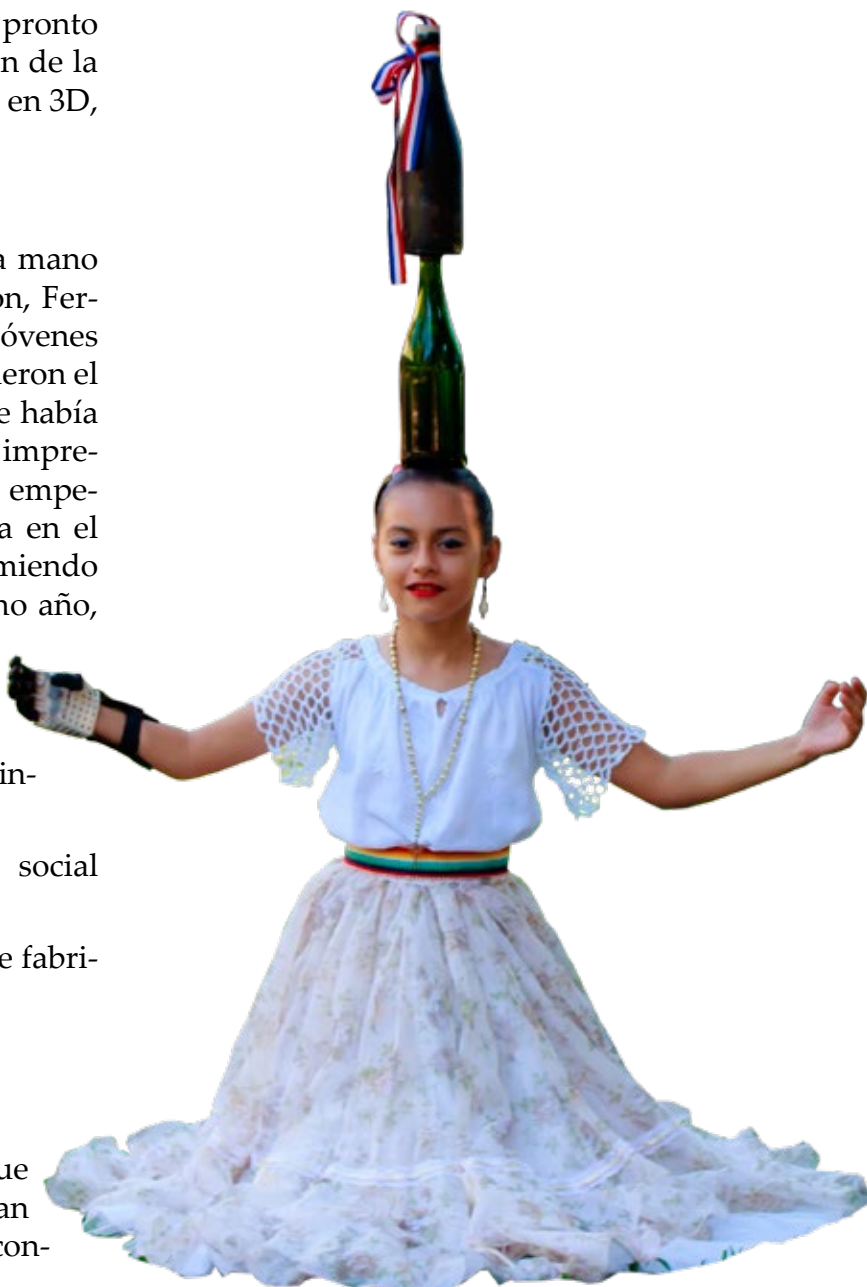 pronto
n de la
en 3D,
a mano
on, Fer-
óvenes
eron el
e había
impre-
empe-
a en el
miendo
no año,
in-
social
e fabri-
ue
an
con-